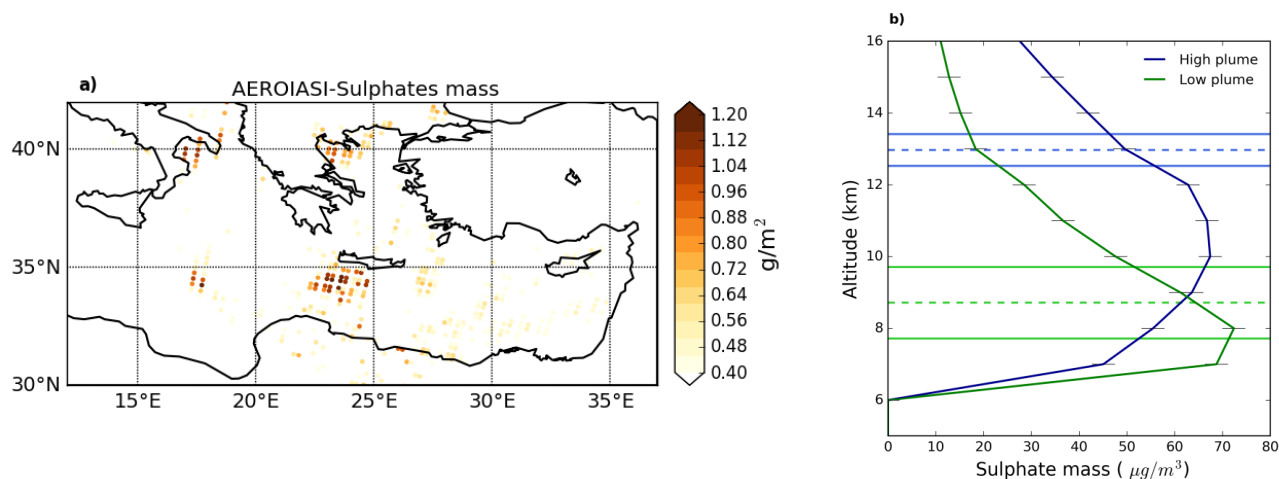 a)
AEROIASI-Sulphates mass
40°N
35°N
30°N
15°E
20°E
25°E
30°E
35°E
1.20
1.12
1.04
0.96
0.88
0.80
0.72
0.64
0.56
0.48
0.40
g/m²
b)
High plume
Low plume
16
14
12
10
8
6
Altitude (km)
0 10 20 30 40 50 60 70 80
Sulphate mass ( μg/m³)